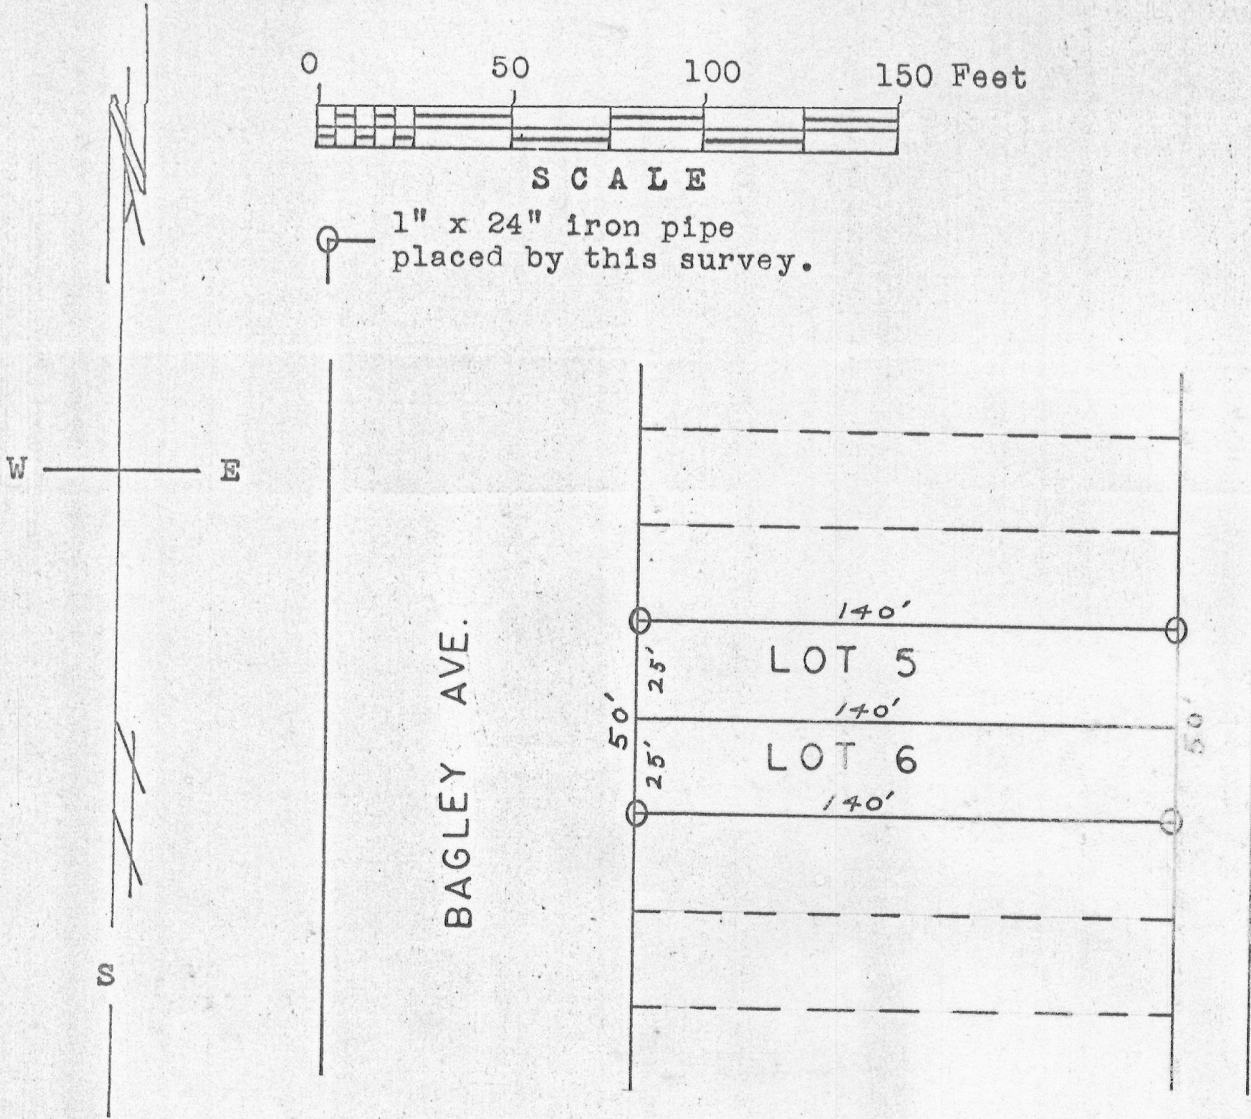 0 50 100 150 Feet
SCALE
1" x 24" iron pipe
placed by this survey.
W E
S
BAGLEY AVE.
140'
LOT 5
25'
50'
140'
50'
LOT 6
25'
140'